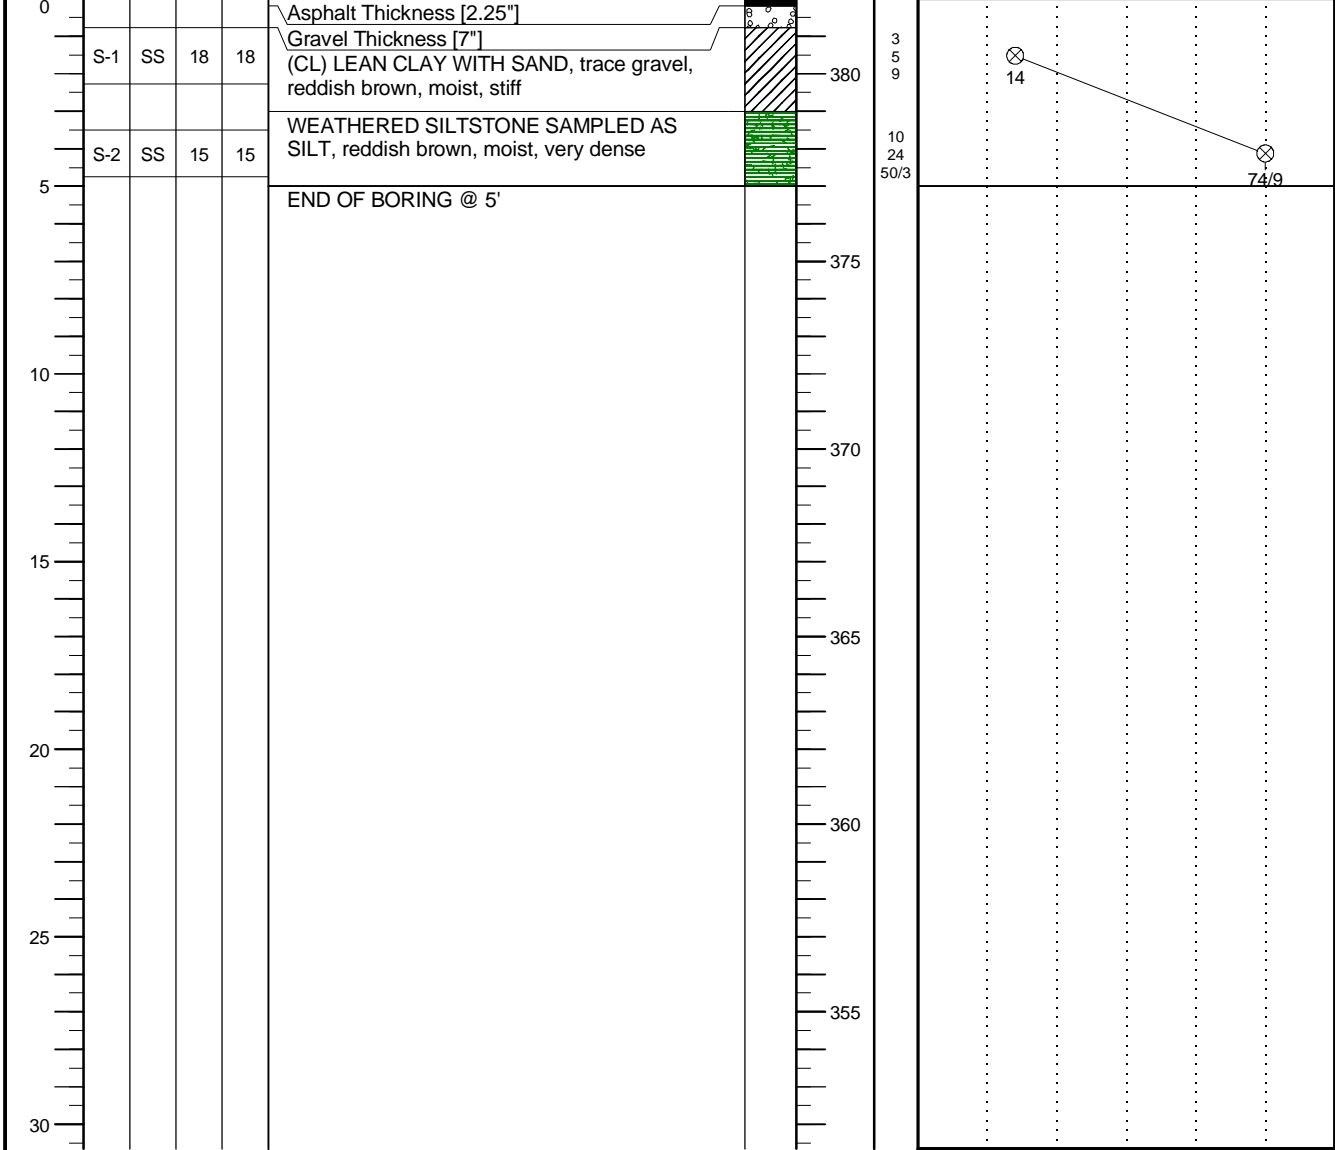 0
Asphalt Thickness [2.25"]
Gravel Thickness [7"]
S-1 SS 18 18
(CL) LEAN CLAY WITH SAND, trace gravel,
reddish brown, moist, stiff
380
3
5
9
14
WEATHERED SILTSTONE SAMPLED AS
SILT, reddish brown, moist, very dense
S-2 SS 15 15
10
24
50/3
74/9
5
END OF BORING @ 5'
375
10
370
15
365
20
360
25
355
30